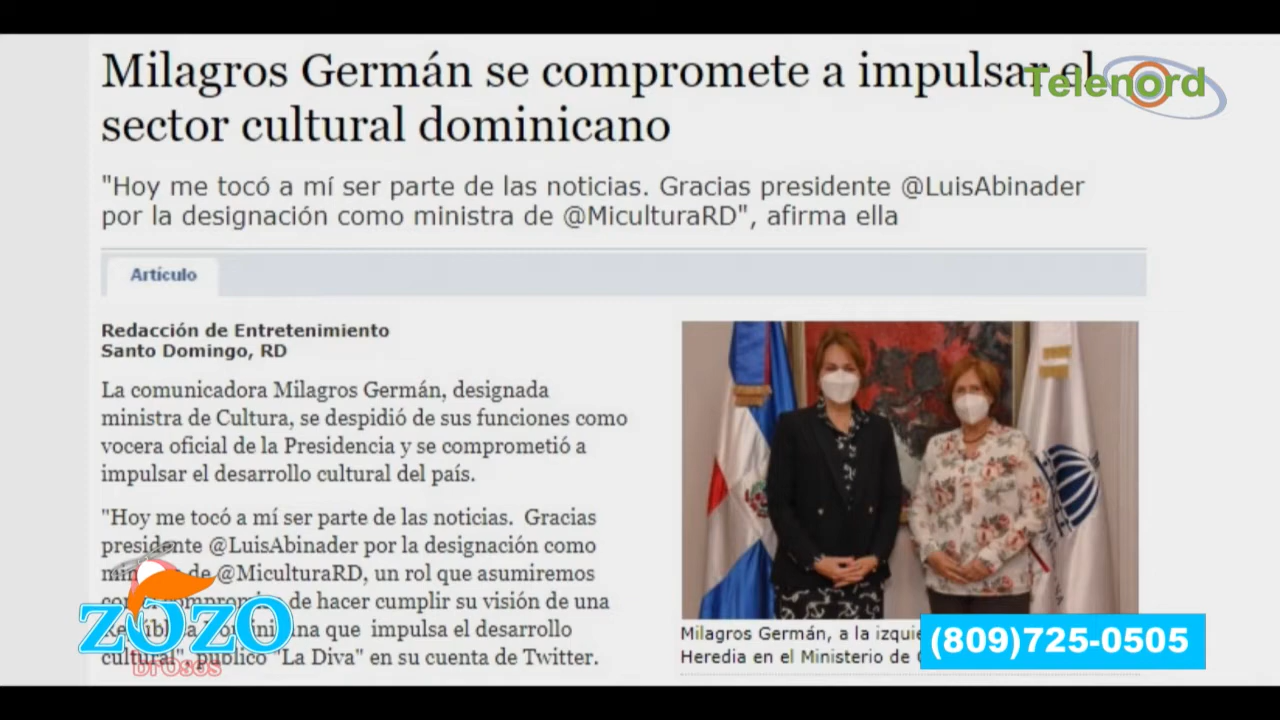 Milagros Germán se compromete a impulsar el
sector cultural dominicano
Telenord
"Hoy me tocó a mí ser parte de las noticias. Gracias presidente @LuisAbinader
por la designación como ministra de @MiculturaRD", afirma ella
Artículo
Redacción de Entretenimiento
Santo Domingo, RD
La comunicadora Milagros Germán, designada
ministra de Cultura, se despidió de sus funciones como
vocera oficial de la Presidencia y se comprometió a
impulsar el desarrollo cultural del país.
"Hoy me tocó a mí ser parte de las noticias. Gracias
presidente @LuisAbinader por la designación como
de @MiculturaRD, un rol que asumiremos
de hacer cumplir su visión de una
que impulsa el desarrollo
cultural", publicó "La Diva" en su cuenta de Twitter.
ZOZO
brosos
Milagros Germán, a la
Heredia en el Ministerio de
(809)725-0505